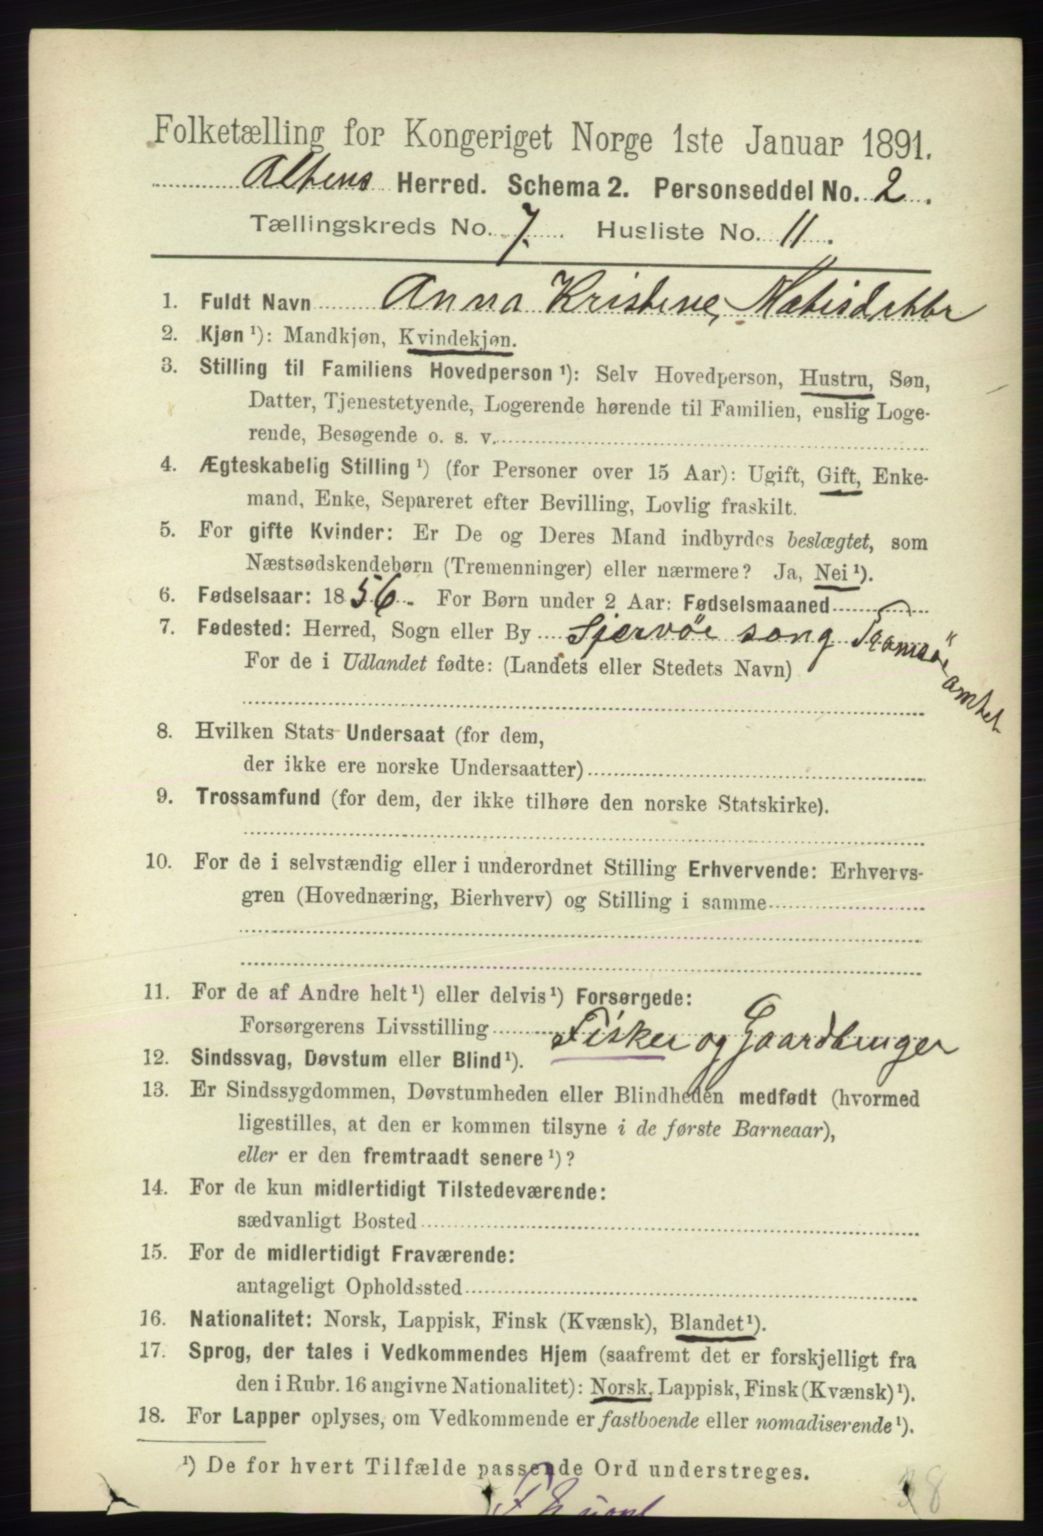 Folketælling for Kongeriget Norge 1ste Januar 1891.
Altens Herred. Schema 2. Personseddel No. 2.
Tællingskreds No. 7. Husliste No. 11.
1. Fuldt Navn Anna Kristine, Matisdatter
2. Kjøn ¹): Mandkjøn, Kvindekjøn.
3. Stilling til Familiens Hovedperson ¹): Selv Hovedperson, Hustru, Søn,
Datter, Tjenestetyende, Logerende hørende til Familien, enslig Loge-
rende, Besøgende o. s. v.
4. Ægteskabelig Stilling ¹) (for Personer over 15 Aar): Ugift, Gift, Enke-
mand, Enke, Separeret efter Bevilling, Lovlig fraskilt.
5. For gifte Kvinder: Er De og Deres Mand indbyrdes beslægtet, som
Næstsødskendebørn (Tremenninger) eller nærmere? Ja, Nei ¹).
6. Fødselsaar: 1856. For Børn under 2 Aar: Fødselsmaaned
7. Fødested: Herred, Sogn eller By Sjervöe song Tromsöe
amtet
For de i Udlandet fødte: (Landets eller Stedets Navn)
8. Hvilken Stats Undersaat (for dem,
der ikke ere norske Undersaatter)
9. Trossamfund (for dem, der ikke tilhøre den norske Statskirke).
10. For de i selvstændig eller i underordnet Stilling Erhvervende: Erhvervs-
gren (Hovednæring, Bierhverv) og Stilling i samme
11. For de af Andre helt ¹) eller delvis ¹) Forsørgede:
Forsørgerens Livsstilling Fisker og Gaardbruger
12. Sindssvag, Døvstum eller Blind ¹).
13. Er Sindssygdommen, Døvstumheden eller Blindheden medfødt (hvormed
ligestilles, at den er kommen tilsyne i de første Barneaar),
eller er den fremtraadt senere ¹)?
14. For de kun midlertidigt Tilstedeværende:
sædvanligt Bosted
15. For de midlertidigt Fraværende:
antageligt Opholdssted
16. Nationalitet: Norsk, Lappisk, Finsk (Kvænsk), Blandet ¹).
17. Sprog, der tales i Vedkommendes Hjem (saafremt det er forskjelligt fra
den i Rubr. 16 angivne Nationalitet): Norsk, Lappisk, Finsk (Kvænsk) ¹).
18. For Lapper oplyses, om Vedkommende er fastboende eller nomadiserende ¹).
¹) De for hvert Tilfælde passende Ord understreges.